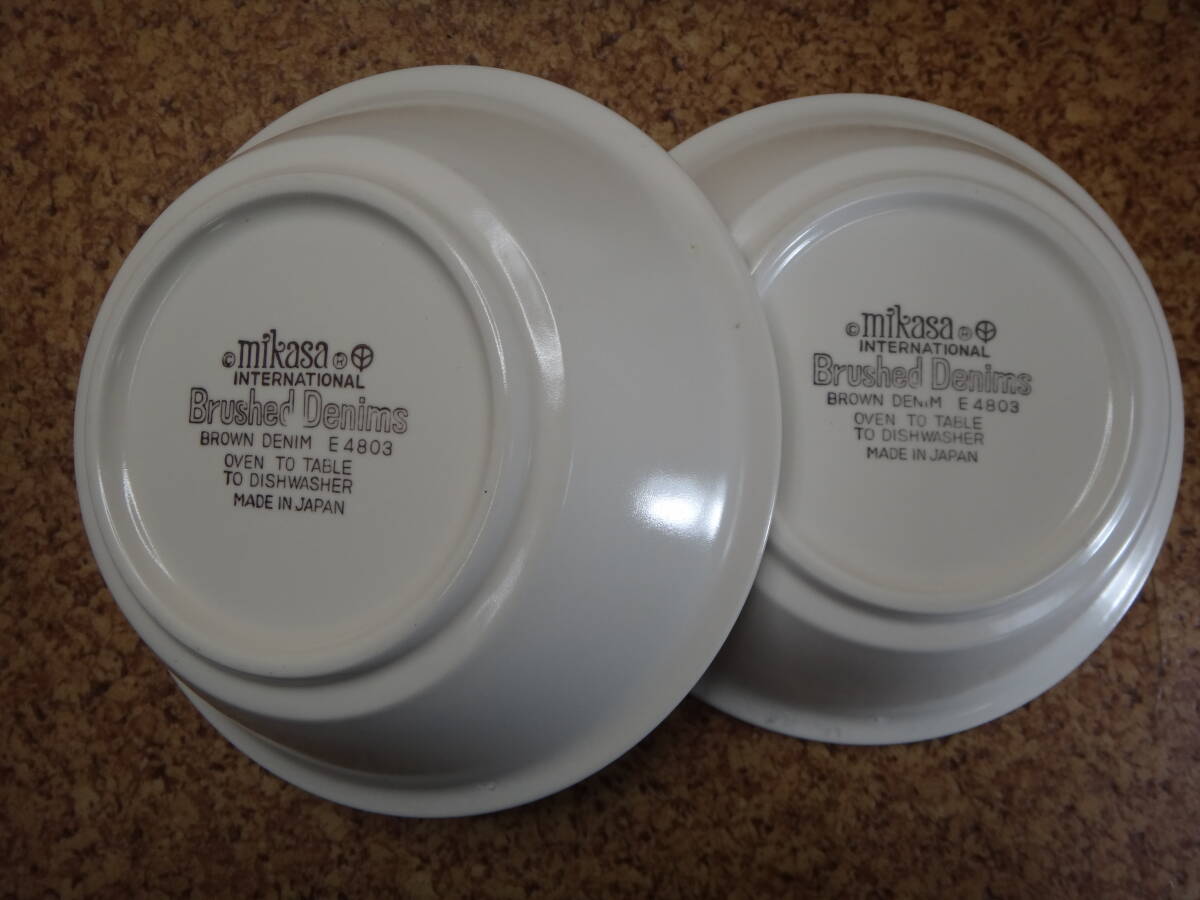 © mikasa ®
INTERNATIONAL
Brushed Denims
BROWN DENIM E 4803
OVEN TO TABLE
TO DISHWASHER
MADE IN JAPAN
© mikasa ®
INTERNATIONAL
Brushed Denims
BROWN DENIM E 4803
OVEN TO TABLE
TO DISHWASHER
MADE IN JAPAN